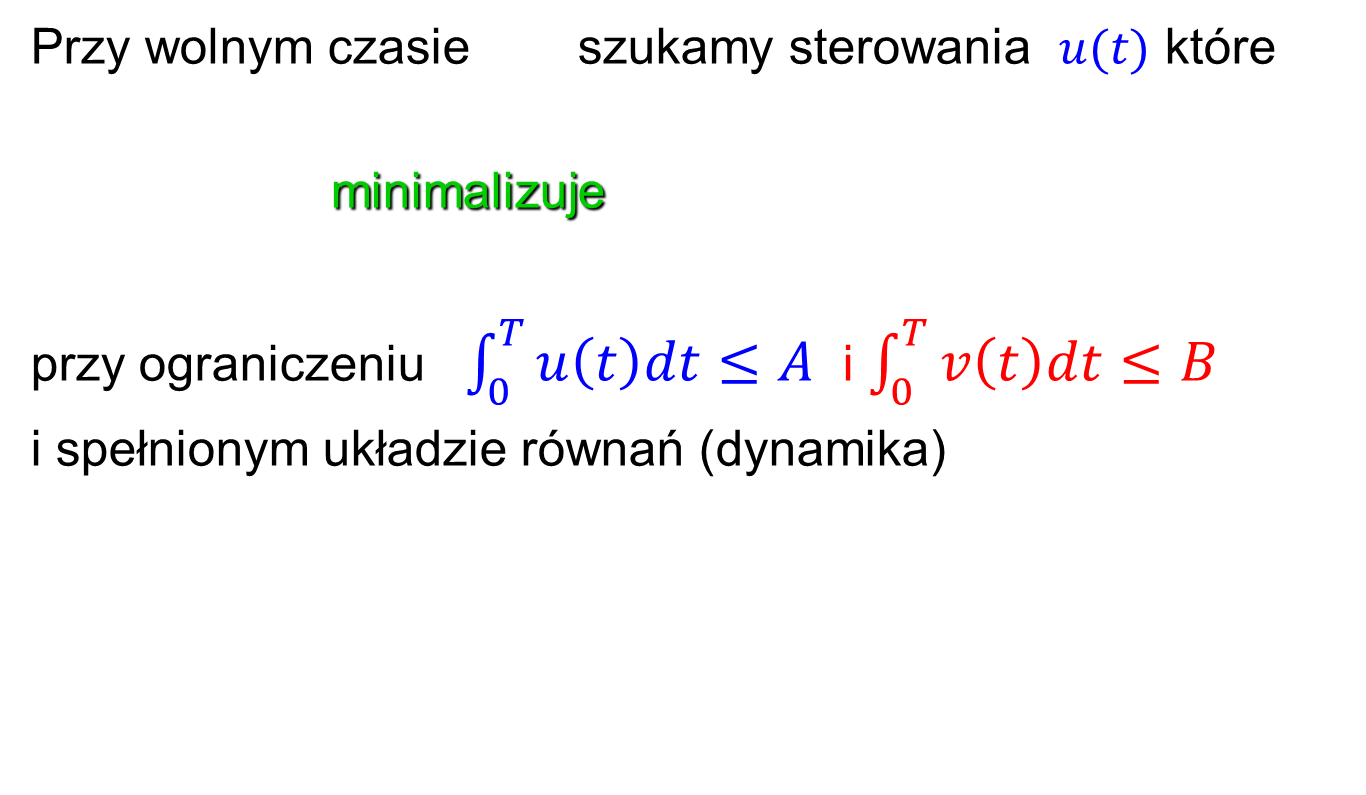 Przy wolnym czasie szukamy sterowania u(t) które
minimalizuje
przy ograniczeniu ∫₀ᵀ u(t)dt ≤ A i ∫₀ᵀ v(t)dt ≤ B
i spełnionym układzie równań (dynamika)